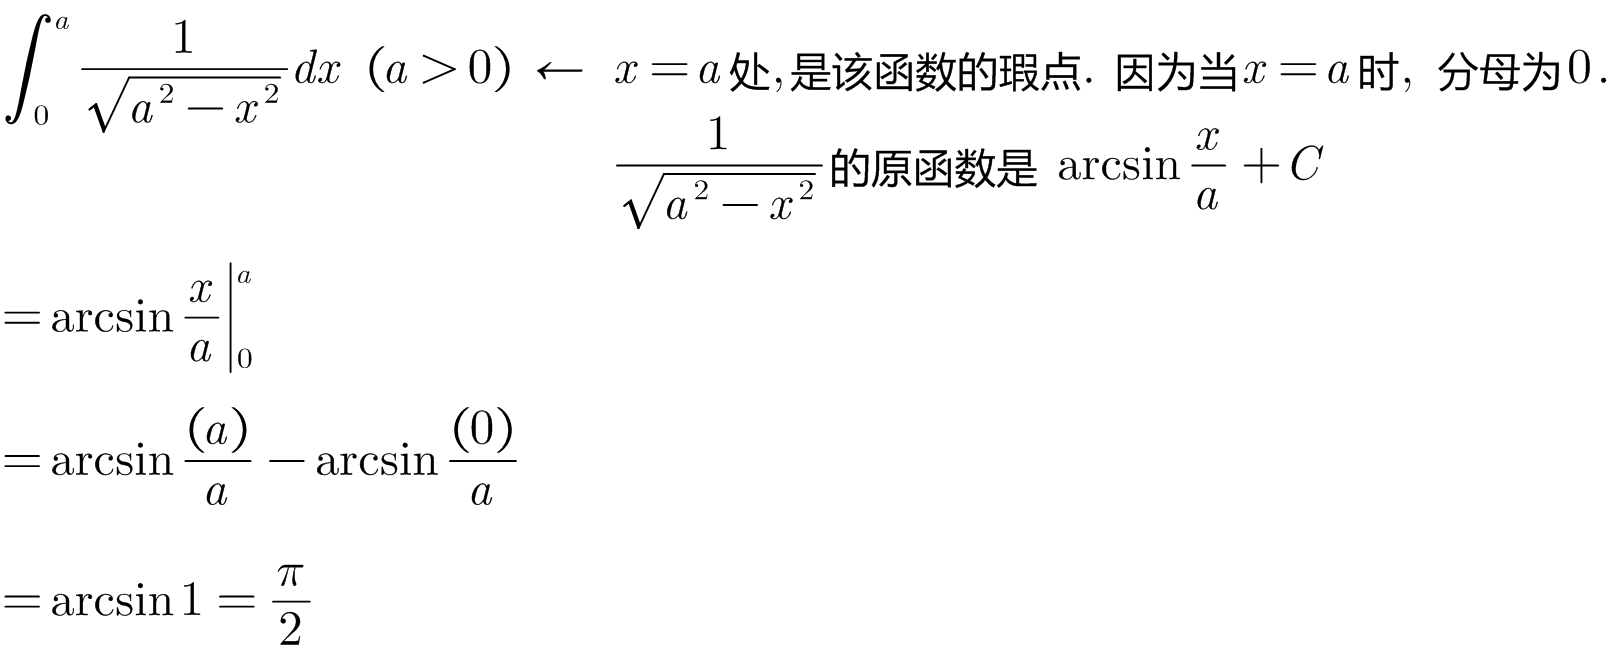 $\int_0^a \frac{1}{\sqrt{a^2-x^2}}dx\ (a>0) \leftarrow x=a$处,是该函数的瑕点. 因为当$x=a$时, 分母为$0$.
$\frac{1}{\sqrt{a^2-x^2}}$的原函数是 $\arcsin\frac{x}{a}+C$
$=\arcsin\frac{x}{a}\Big|_0^a$
$=\arcsin\frac{(a)}{a}-\arcsin\frac{(0)}{a}$
$=\arcsin 1=\frac{\pi}{2}$